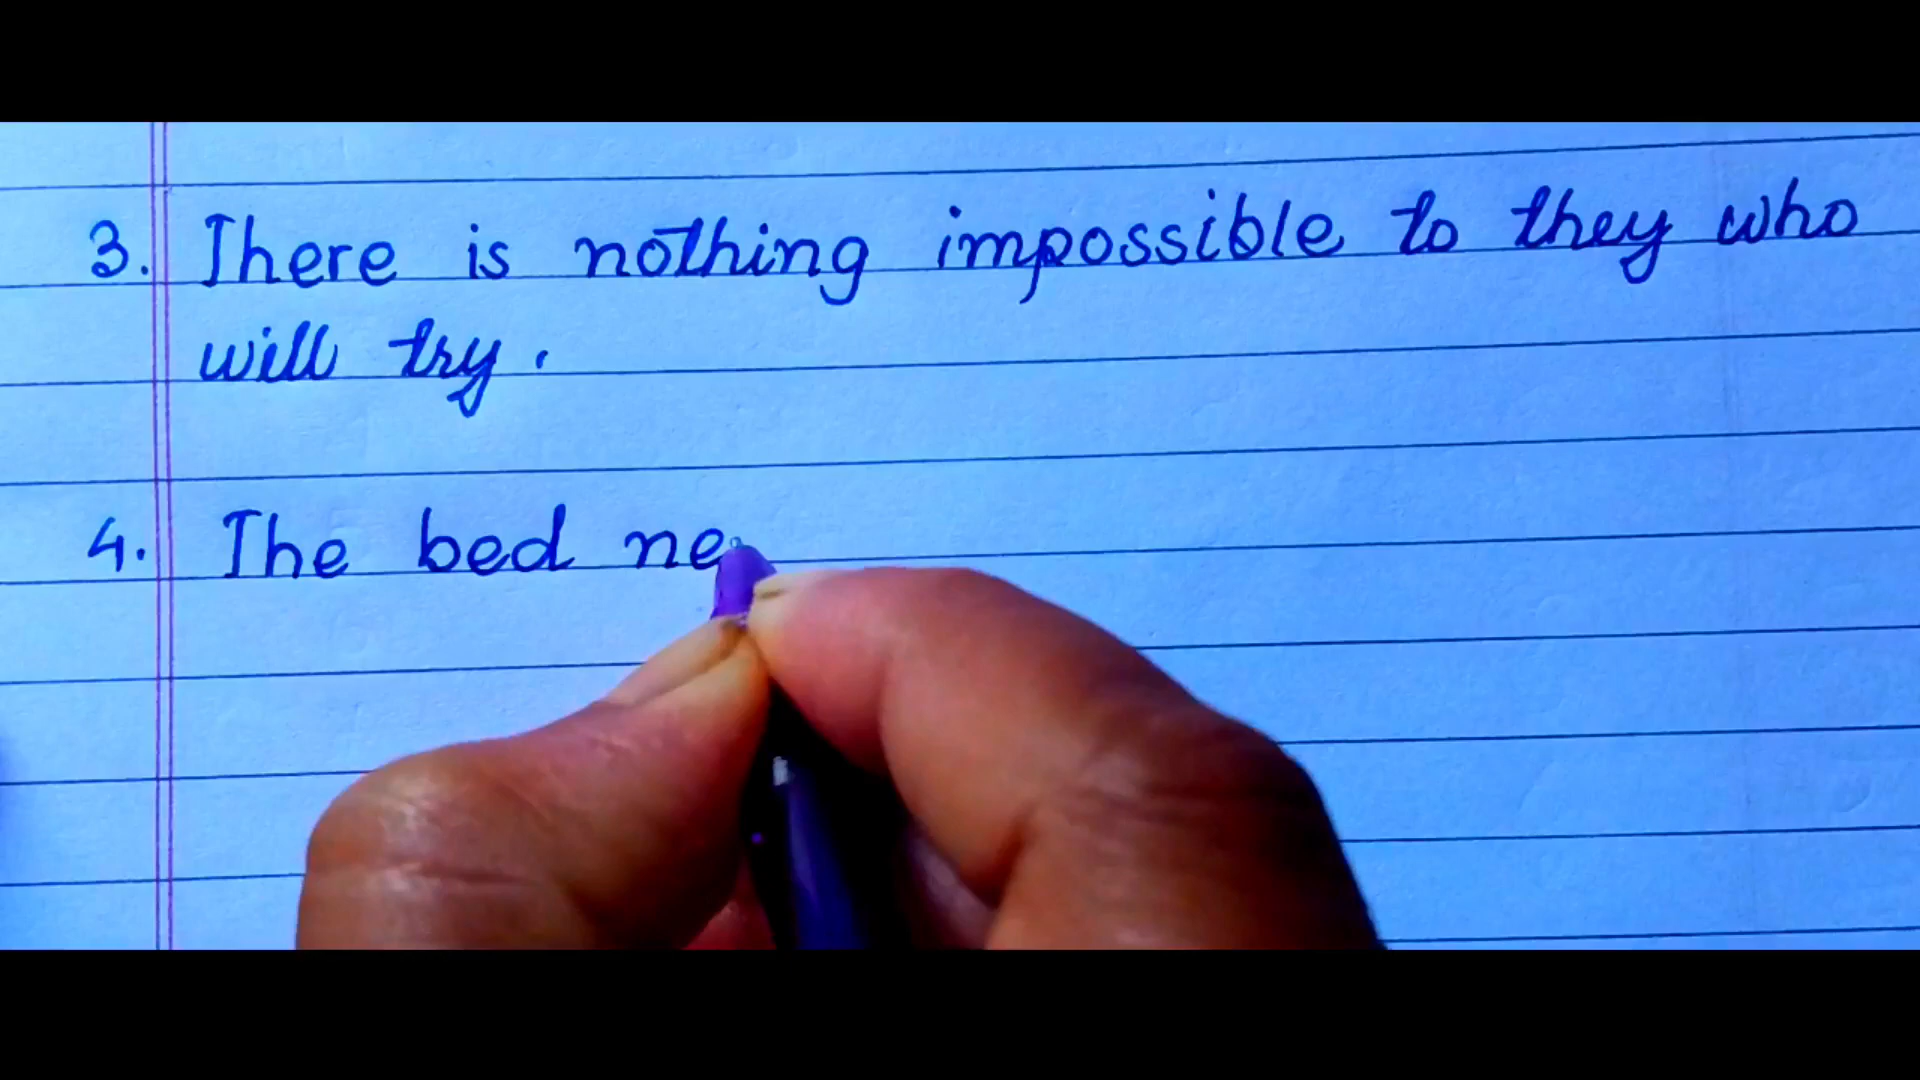 3. There is nothing impossible to they who
will try.
4. The bed ne